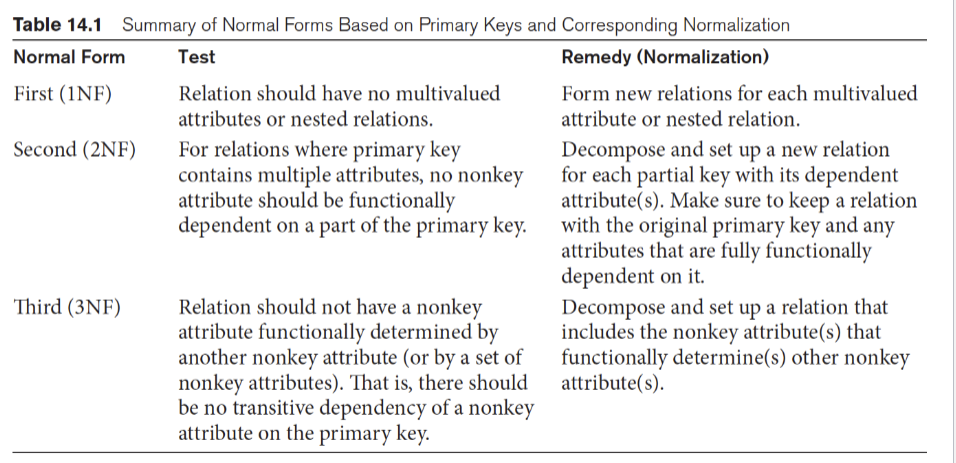 Table 14.1 Summary of Normal Forms Based on Primary Keys and Corresponding Normalization
Normal Form Test Remedy (Normalization)
First (1NF) Relation should have no multivalued Form new relations for each multivalued
attributes or nested relations. attribute or nested relation.
Second (2NF) For relations where primary key Decompose and set up a new relation
contains multiple attributes, no nonkey for each partial key with its dependent
attribute should be functionally attribute(s). Make sure to keep a relation
dependent on a part of the primary key. with the original primary key and any
attributes that are fully functionally
dependent on it.
Third (3NF) Relation should not have a nonkey Decompose and set up a relation that
attribute functionally determined by includes the nonkey attribute(s) that
another nonkey attribute (or by a set of functionally determine(s) other nonkey
nonkey attributes). That is, there should attribute(s).
be no transitive dependency of a nonkey
attribute on the primary key.